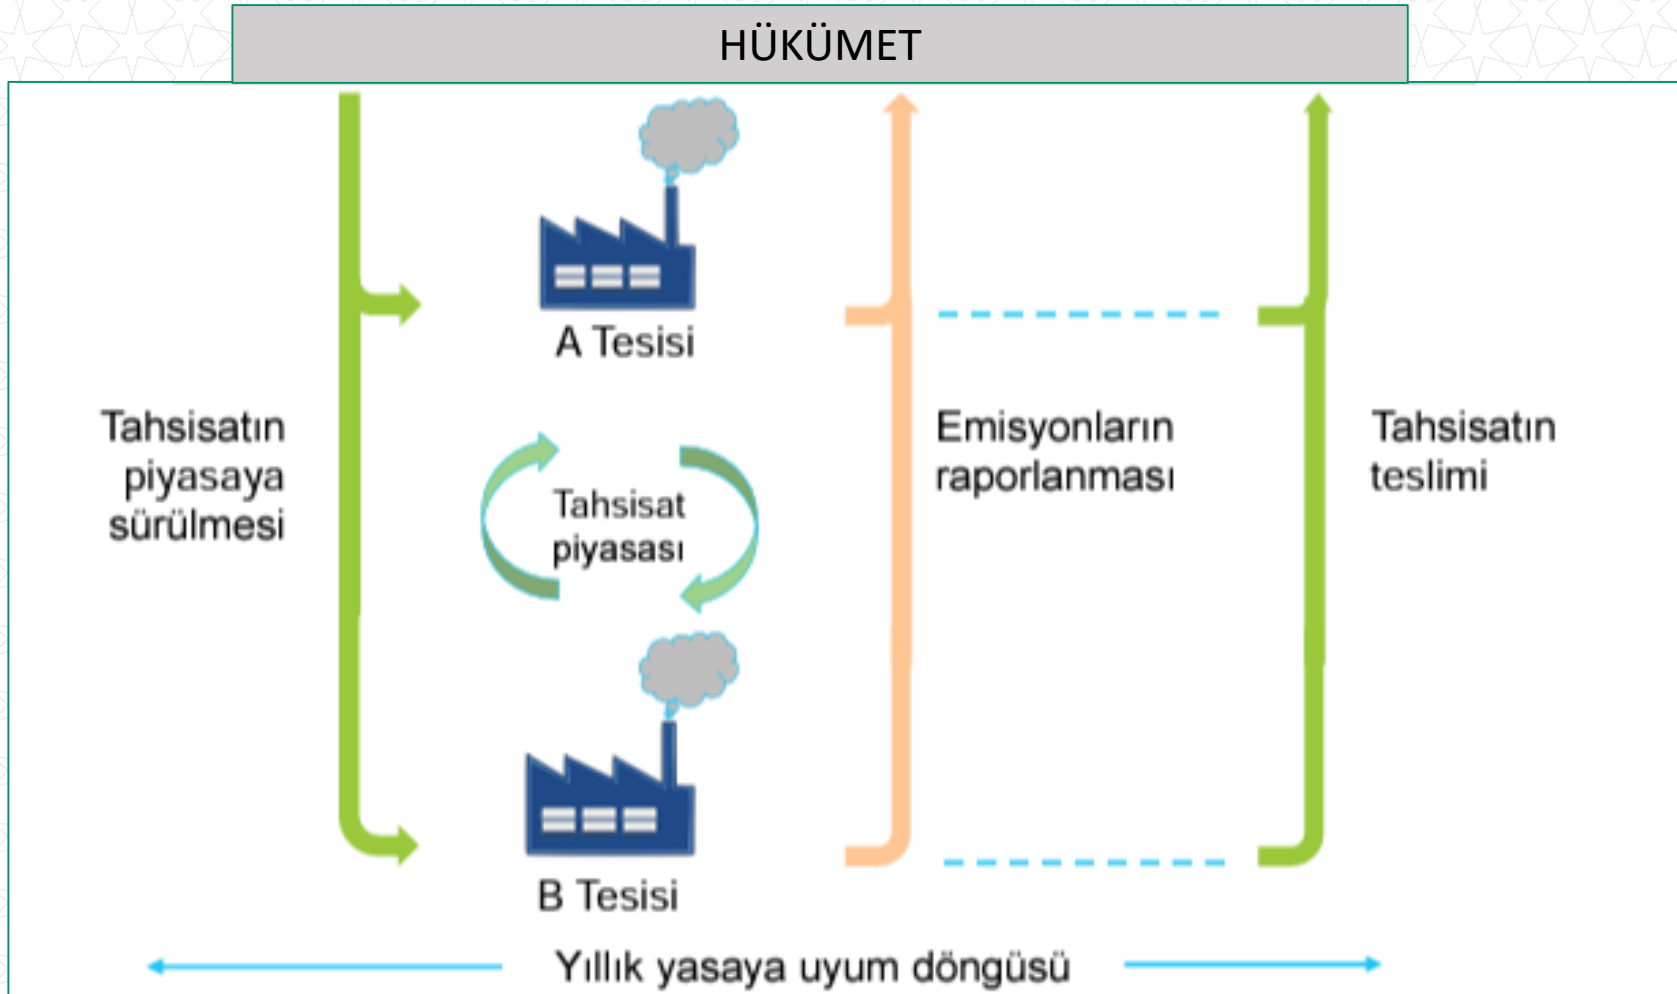 HÜKÜMET
A Tesisi
Tahsisatın
piyasaya
sürülmesi
Tahsisat
piyasası
Emisyonların
raporlanması
Tahsisatın
teslimi
B Tesisi
Yıllık yasaya uyum döngüsü